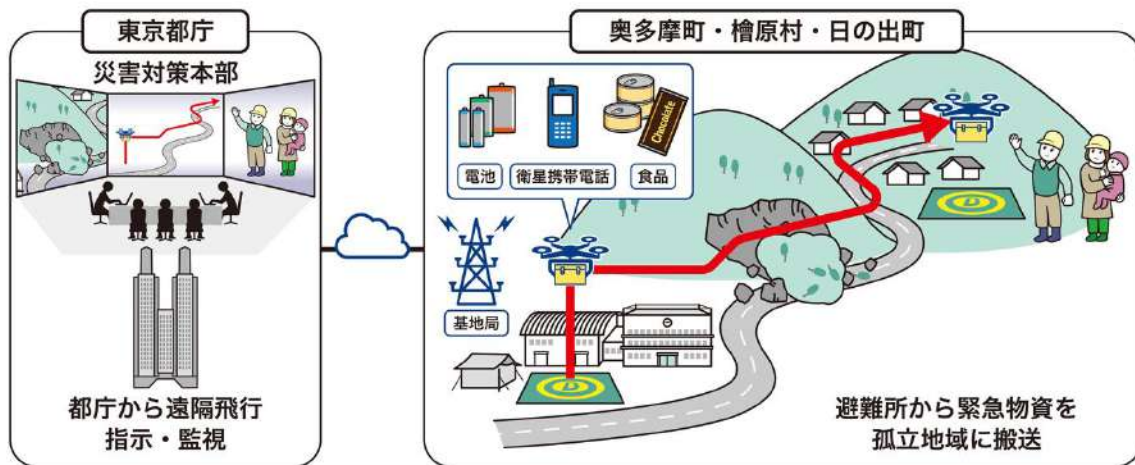 東京都庁
災害対策本部
都庁から遠隔飛行
指示・監視
奥多摩町・檜原村・日の出町
Chocolate
電池
衛星携帯電話
食品
基地局
D
D
避難所から緊急物資を
孤立地域に搬送